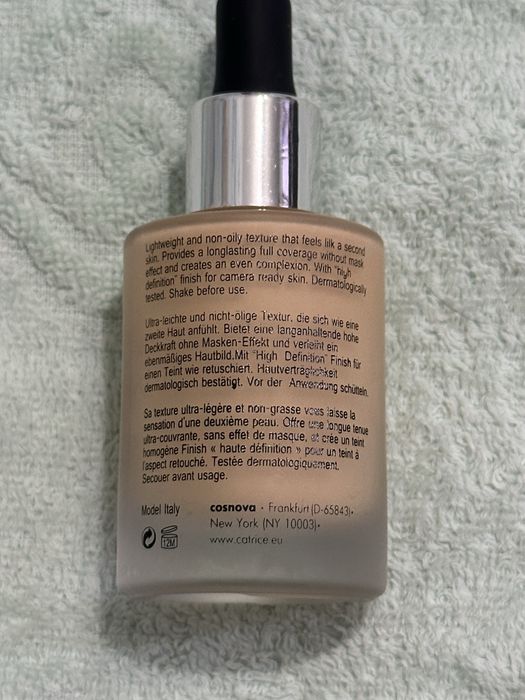 Lightweight and non-oily texture that feels lilk a second
skin. Provides a longlasting full coverage without mask
effect and creates an even complexion. With "high
definition" finish for camera ready skin. Dermatologically
tested. Shake before use.
Ultra-leichte und nicht-ölige Textur, die sich wie eine
zweite Haut anfühlt. Bietet eine langanhaltende hohe
Deckkraft ohne Masken-Effekt und verleiht ein
ebenmäßiges Hautbild.Mit "High Definition" Finish für
einen Teint wie retuschiert. Hautverträglichkeit
dermatologisch bestätigt. Vor der Anwendung schütteln.
Sa texture ultra-légère et non-grasse vous laisse la
sensation d'une deuxième peau. Offre une longue tenue
ultra-couvrante, sans effet de masque, et crée un teint
homogène Finish « haute définition » pour un teint à
l'aspect retouché. Testée dermatologiquement.
Secouer avant usage.
Model Italy
cosnova · Frankfurt (D-65843)·
New York (NY 10003)·
12M
www.catrice.eu